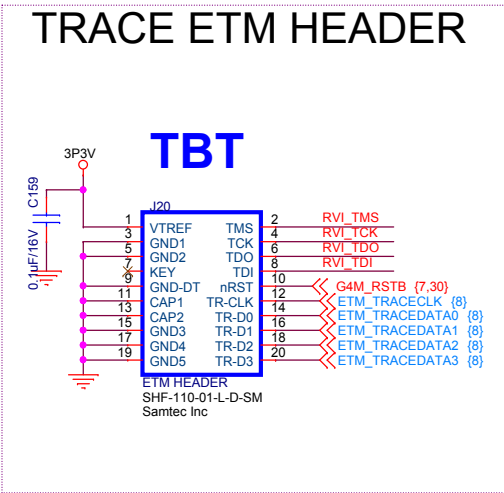 TRACE ETM HEADER
TBT
3P3V
C159
0.1uF/16V
J20
1 VTREF TMS 2 RVI_TMS
3 GND1 TCK 4 RVI_TCK
5 GND2 TDO 6 RVI_TDO
7 KEY TDI 8 RVI_TDI
9 GND-DT nRST 10 G4M_RSTB {7,30}
11 CAP1 TR-CLK 12 ETM_TRACECLK {8}
13 CAP2 TR-D0 14 ETM_TRACEDATA0 {8}
15 GND3 TR-D1 16 ETM_TRACEDATA1 {8}
17 GND4 TR-D2 18 ETM_TRACEDATA2 {8}
19 GND5 TR-D3 20 ETM_TRACEDATA3 {8}
ETM HEADER
SHF-110-01-L-D-SM
Samtec Inc